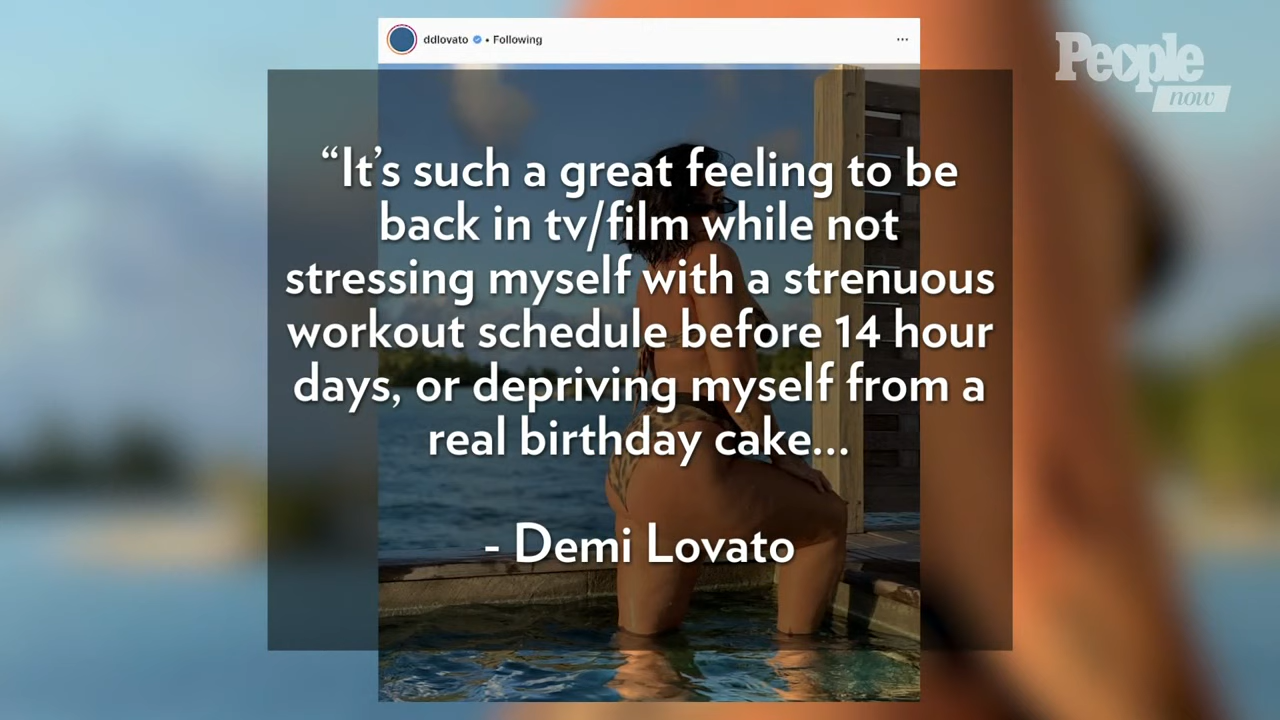 ddlovato • Following
People
now
“It’s such a great feeling to be
back in tv/film while not
stressing myself with a strenuous
workout schedule before 14 hour
days, or depriving myself from a
real birthday cake...
- Demi Lovato